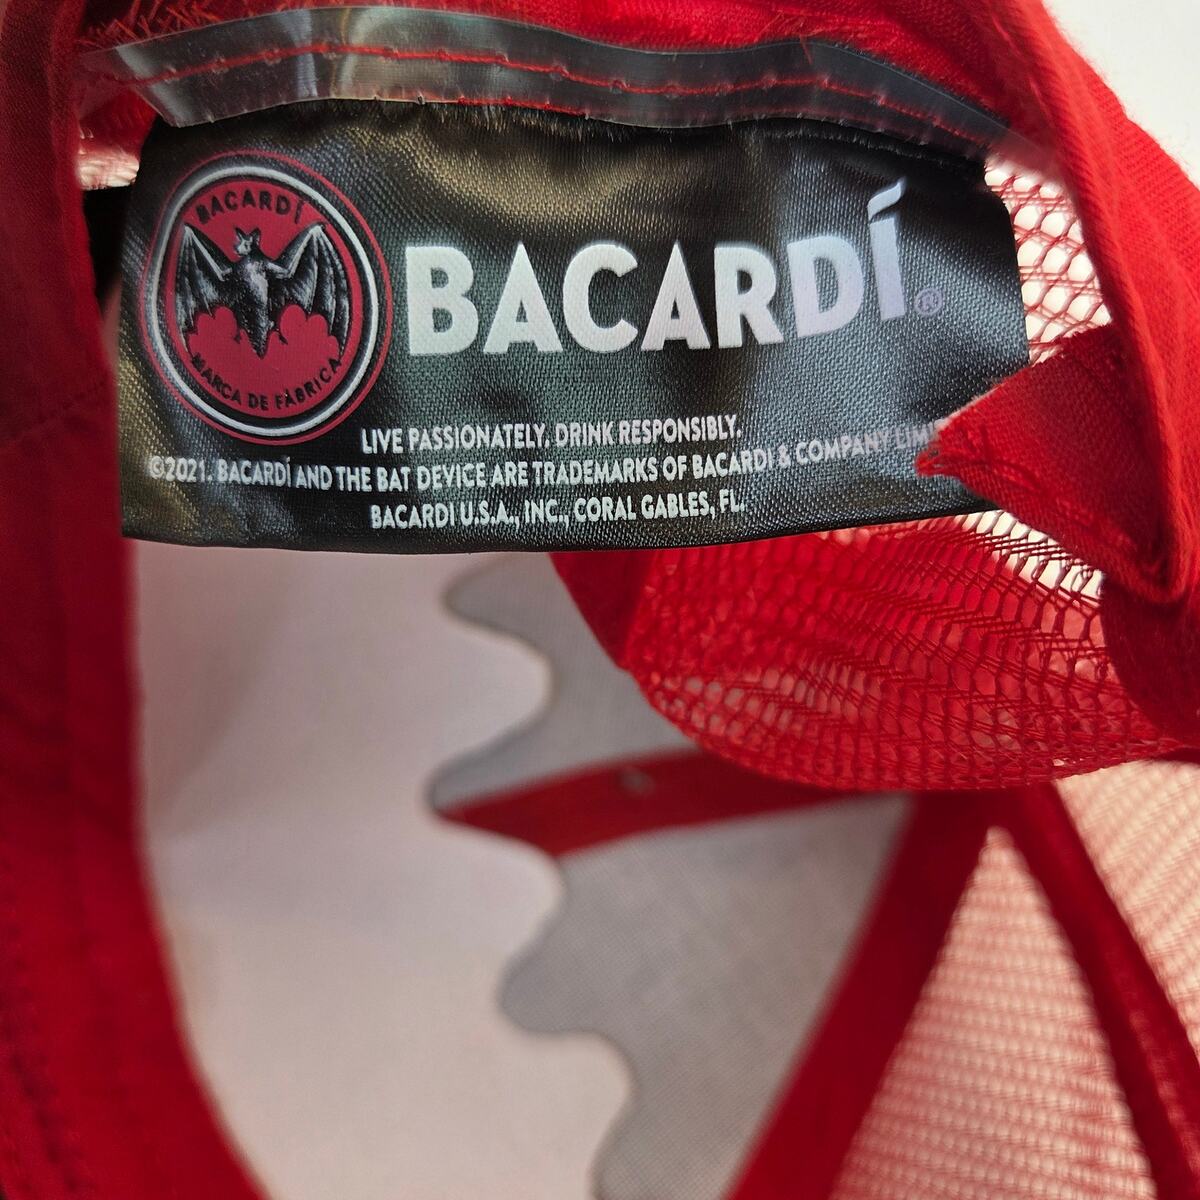 BACARDÍ
MARCA DE FÀBRICA
BACARDÍ®
LIVE PASSIONATELY. DRINK RESPONSIBLY.
©2021. BACARDÍ AND THE BAT DEVICE ARE TRADEMARKS OF BACARDI & COMPANY
BACARDI U.S.A., INC., CORAL GABLES, FL.